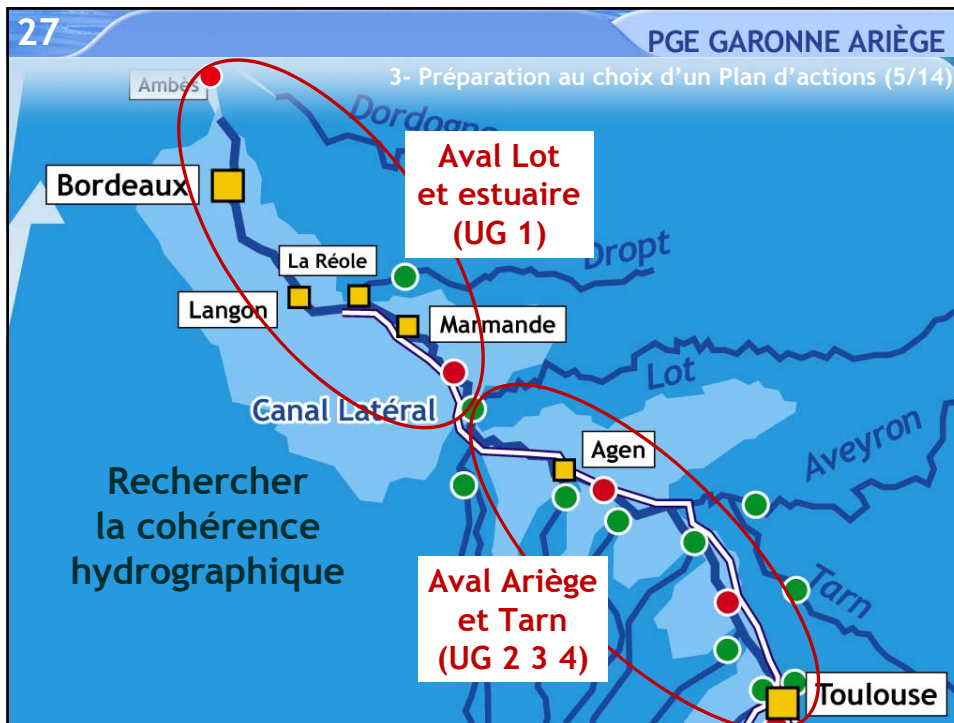 27
PGE GARONNE ARIÈGE
3- Préparation au choix d’un Plan d’actions (5/14)
Ambès
Dordogne
Aval Lot
et estuaire
(UG 1)
Bordeaux
La Réole
Dropt
Langon
Marmande
Lot
Canal Latéral
Agen
Aveyron
Rechercher
la cohérence
hydrographique
Aval Ariège
et Tarn
(UG 2 3 4)
Tarn
Toulouse